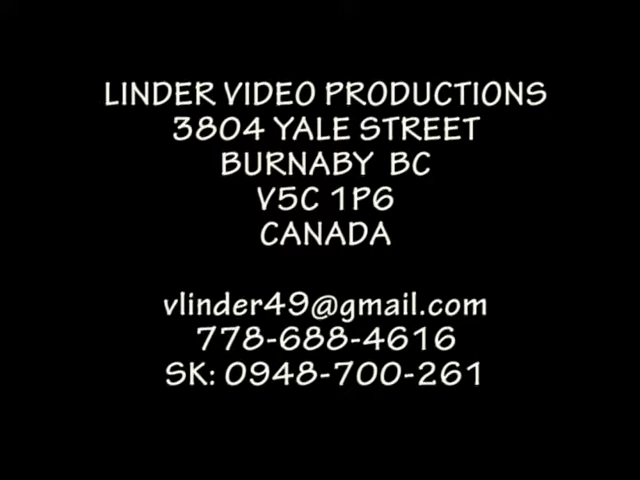 LINDER VIDEO PRODUCTIONS
3804 YALE STREET
BURNABY BC
V5C 1P6
CANADA
vlinder49@gmail.com
778-688-4616
SK: 0948-700-261